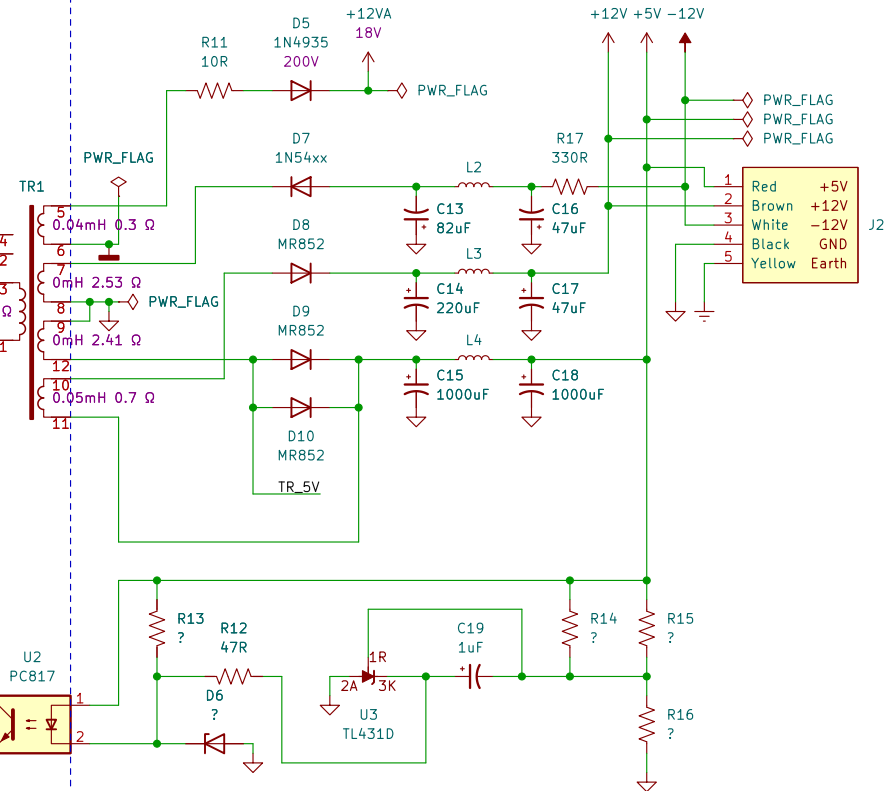 D5
1N4935
200V
+12VA
18V
+12V +5V -12V
R11
10R
PWR_FLAG
PWR_FLAG
PWR_FLAG
PWR_FLAG
PWR_FLAG
D7
1N54xx
L2
R17
330R
TR1
5
0.04mH 0.3 Ω
6
7
0mH 2.53 Ω
8
9
0mH 2.41 Ω
12
10
0.05mH 0.7 Ω
11
4
2
3
Ω
1
PWR_FLAG
C13
82uF
C16
47uF
1 Red +5V
2 Brown +12V
3 White -12V
4 Black GND
5 Yellow Earth
J2
D8
MR852
L3
C14
220uF
C17
47uF
D9
MR852
L4
C15
1000uF
C18
1000uF
D10
MR852
TR_5V
R13
?
R12
47R
C19
1uF
R14
?
R15
?
U2
PC817
1
2
D6
?
1R
2A 3K
U3
TL431D
R16
?